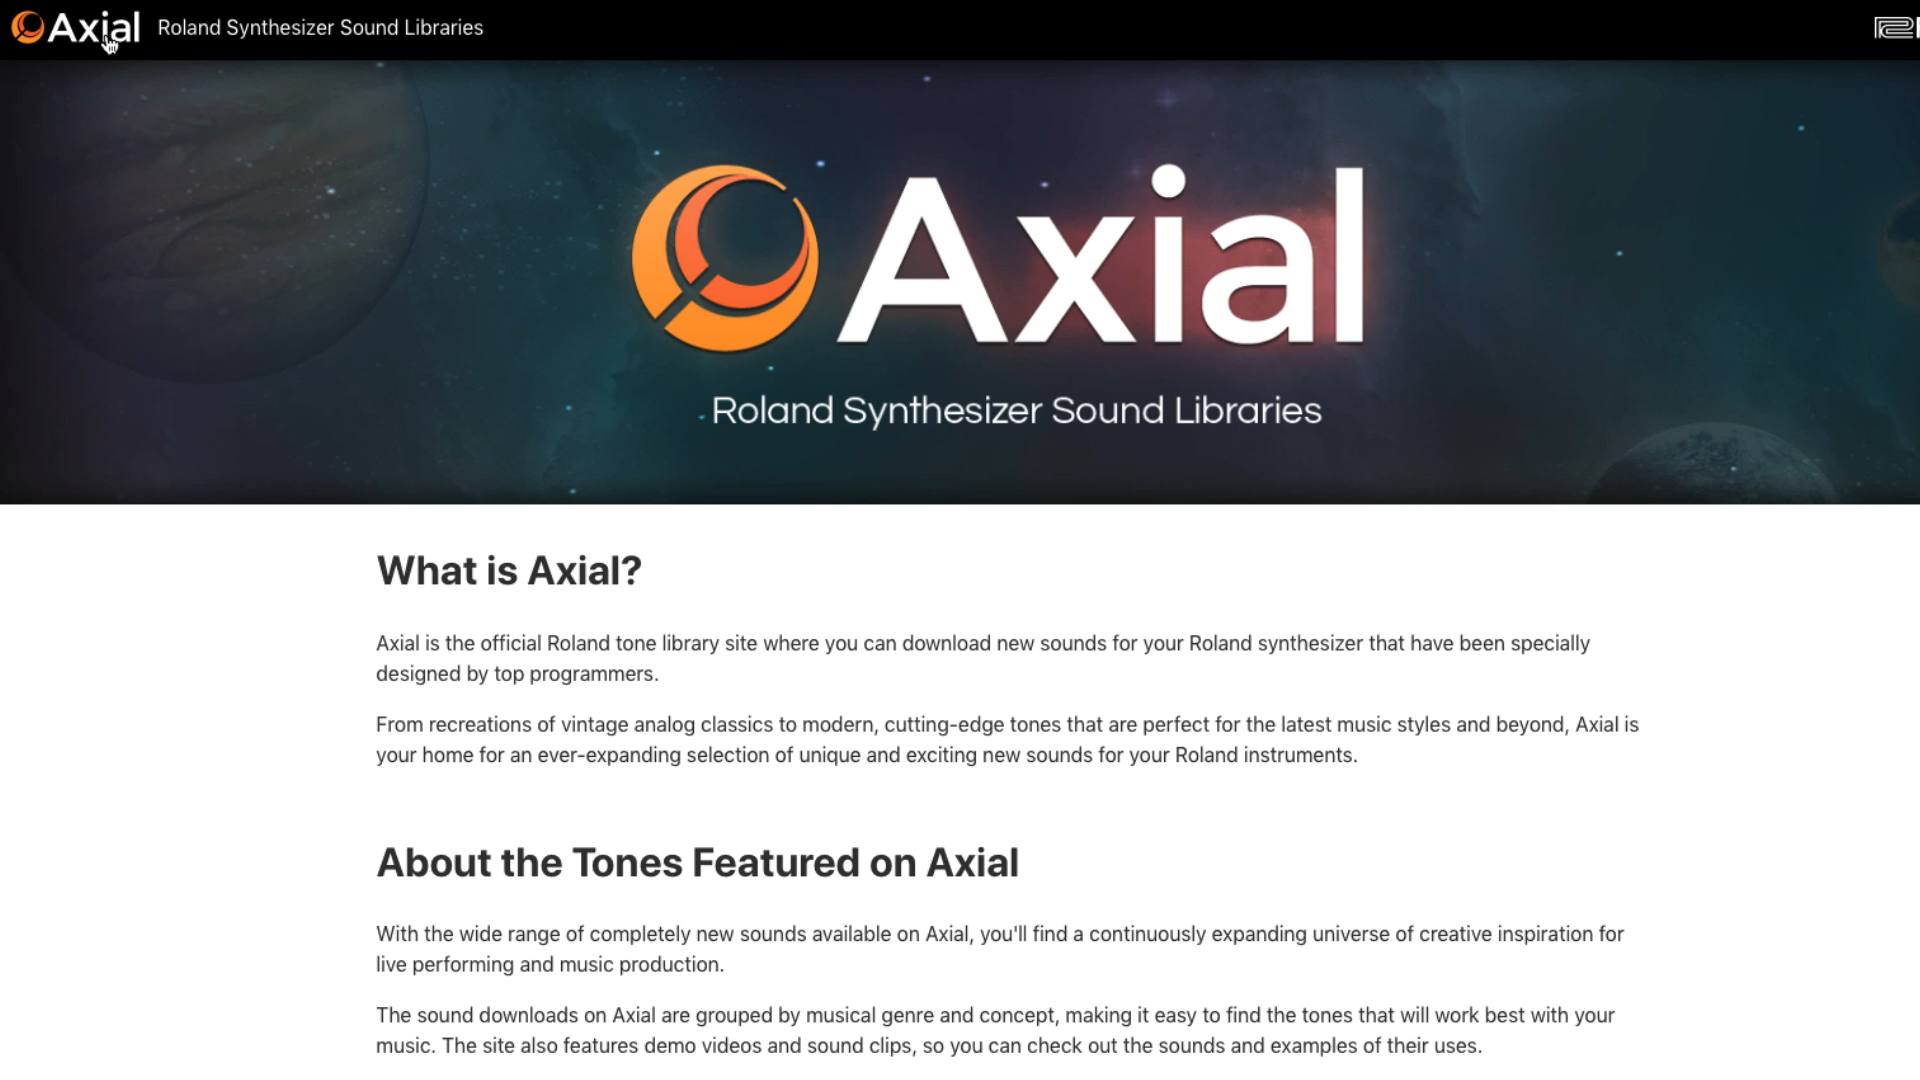 Axial Roland Synthesizer Sound Libraries
Axial
Roland Synthesizer Sound Libraries
What is Axial?
Axial is the official Roland tone library site where you can download new sounds for your Roland synthesizer that have been specially
designed by top programmers.
From recreations of vintage analog classics to modern, cutting-edge tones that are perfect for the latest music styles and beyond, Axial is
your home for an ever-expanding selection of unique and exciting new sounds for your Roland instruments.
About the Tones Featured on Axial
With the wide range of completely new sounds available on Axial, you'll find a continuously expanding universe of creative inspiration for
live performing and music production.
The sound downloads on Axial are grouped by musical genre and concept, making it easy to find the tones that will work best with your
music. The site also features demo videos and sound clips, so you can check out the sounds and examples of their uses.